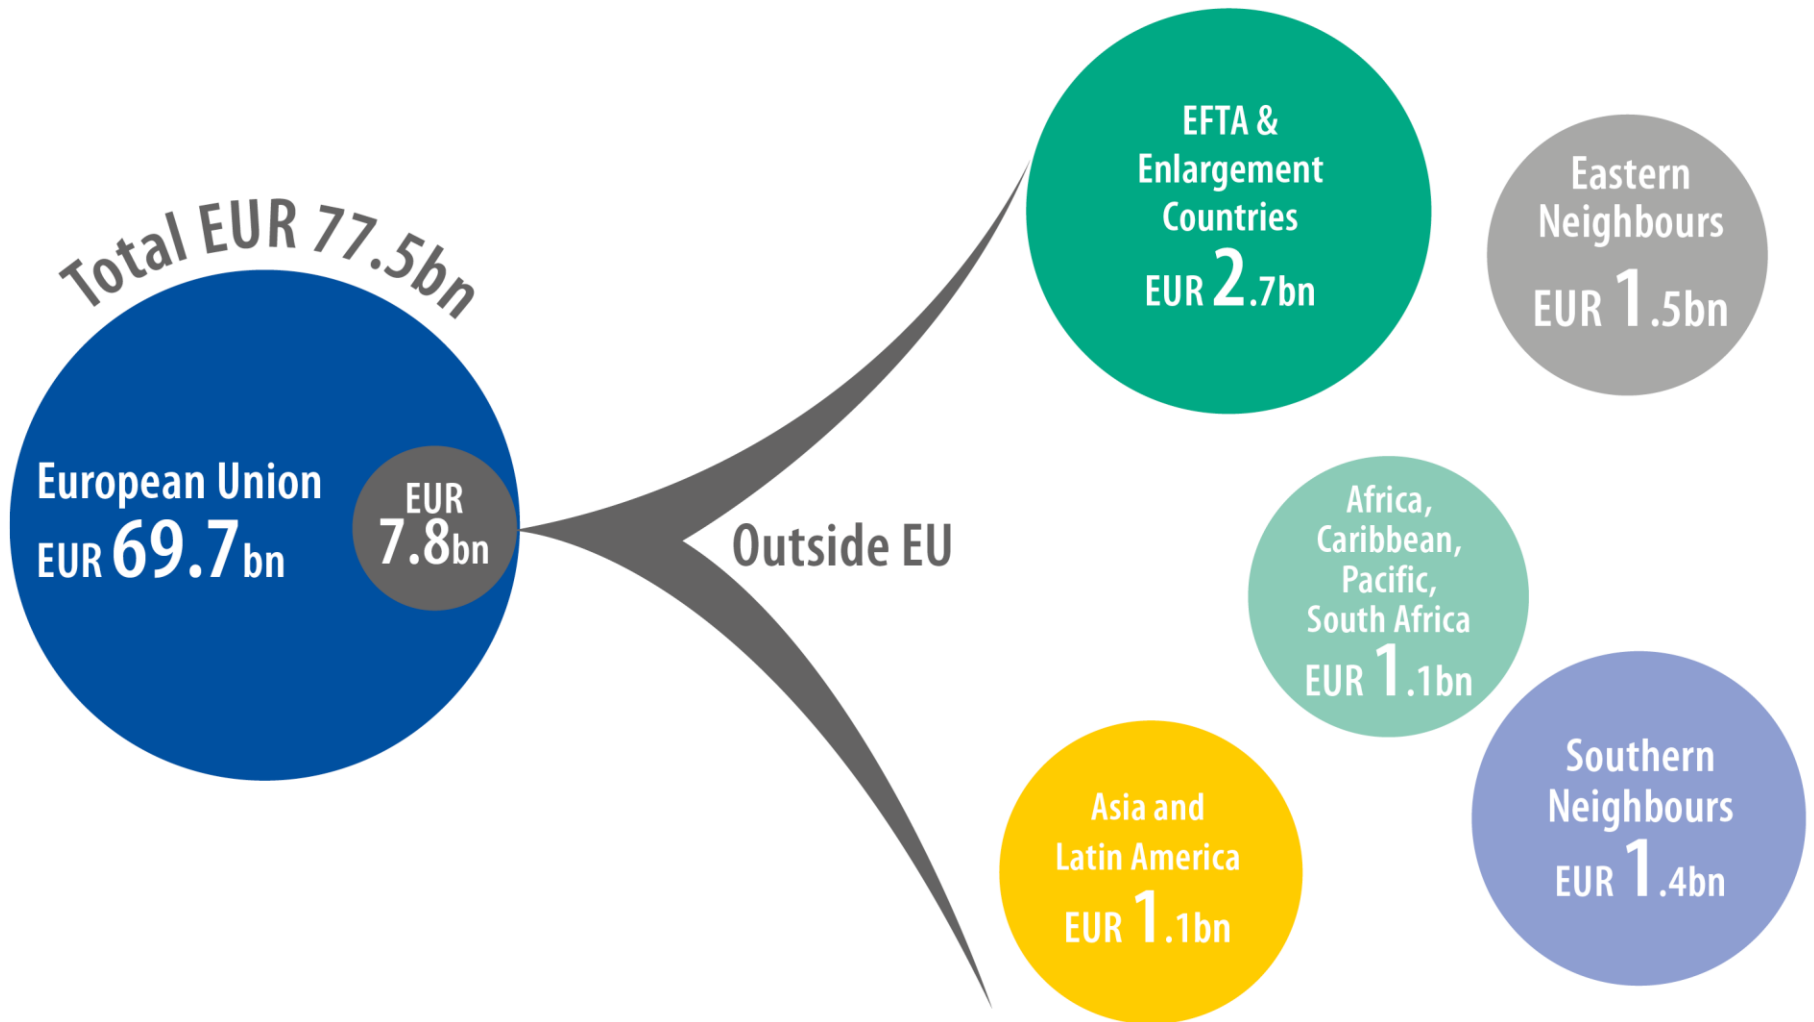 Total EUR 77.5bn
European Union
EUR 69.7bn
EUR
7.8bn
Outside EU
EFTA &
Enlargement
Countries
EUR 2.7bn
Eastern
Neighbours
EUR 1.5bn
Africa,
Caribbean,
Pacific,
South Africa
EUR 1.1bn
Southern
Neighbours
EUR 1.4bn
Asia and
Latin America
EUR 1.1bn